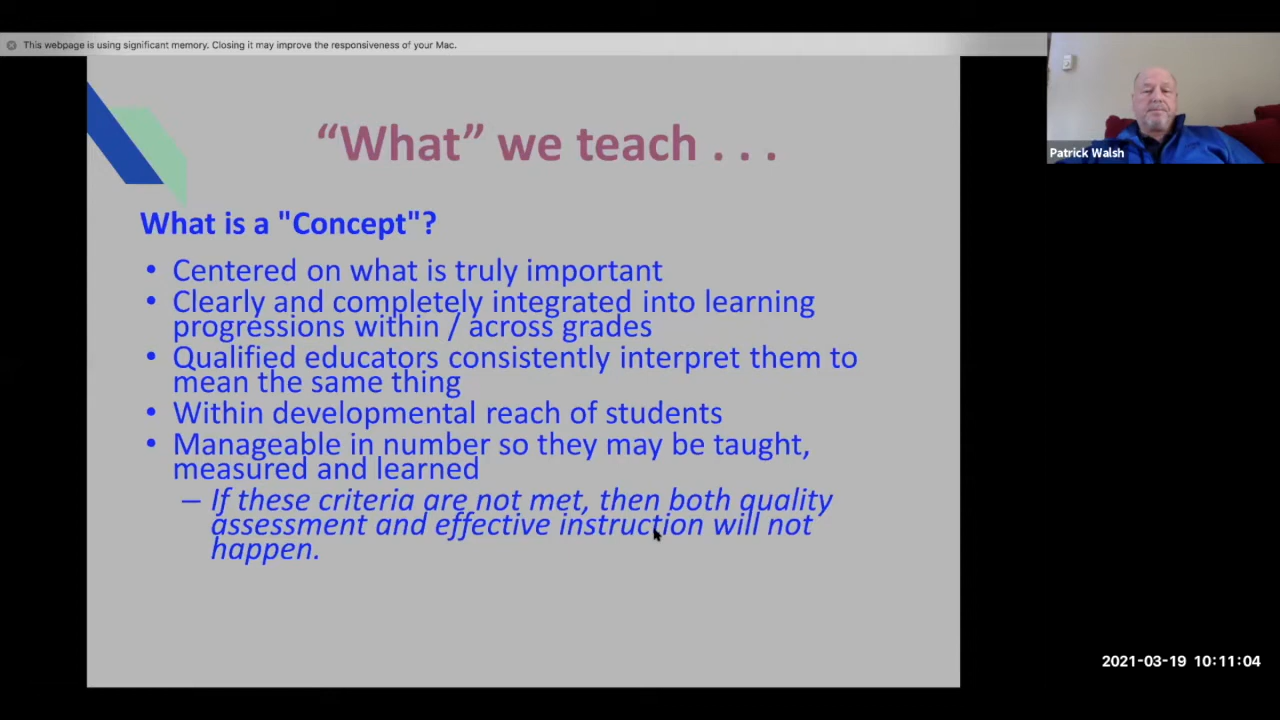 This webpage is using significant memory. Closing it may improve the responsiveness of your Mac.
“What” we teach . . .
Patrick Walsh
What is a "Concept"?
• Centered on what is truly important
• Clearly and completely integrated into learning
progressions within / across grades
• Qualified educators consistently interpret them to
mean the same thing
• Within developmental reach of students
• Manageable in number so they may be taught,
measured and learned
– If these criteria are not met, then both quality
assessment and effective instruction will not
happen.
2021-03-19 10:11:04